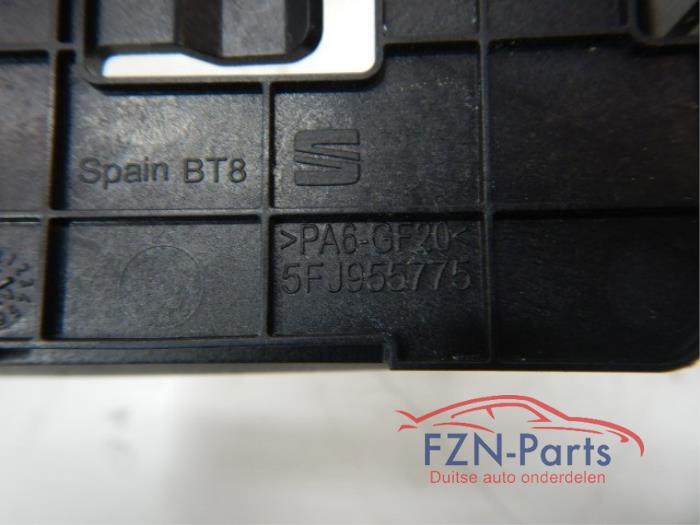 Spain BT8
>PA6-GF20<
5FJ955775
FZN-Parts
Duitse auto onderdelen